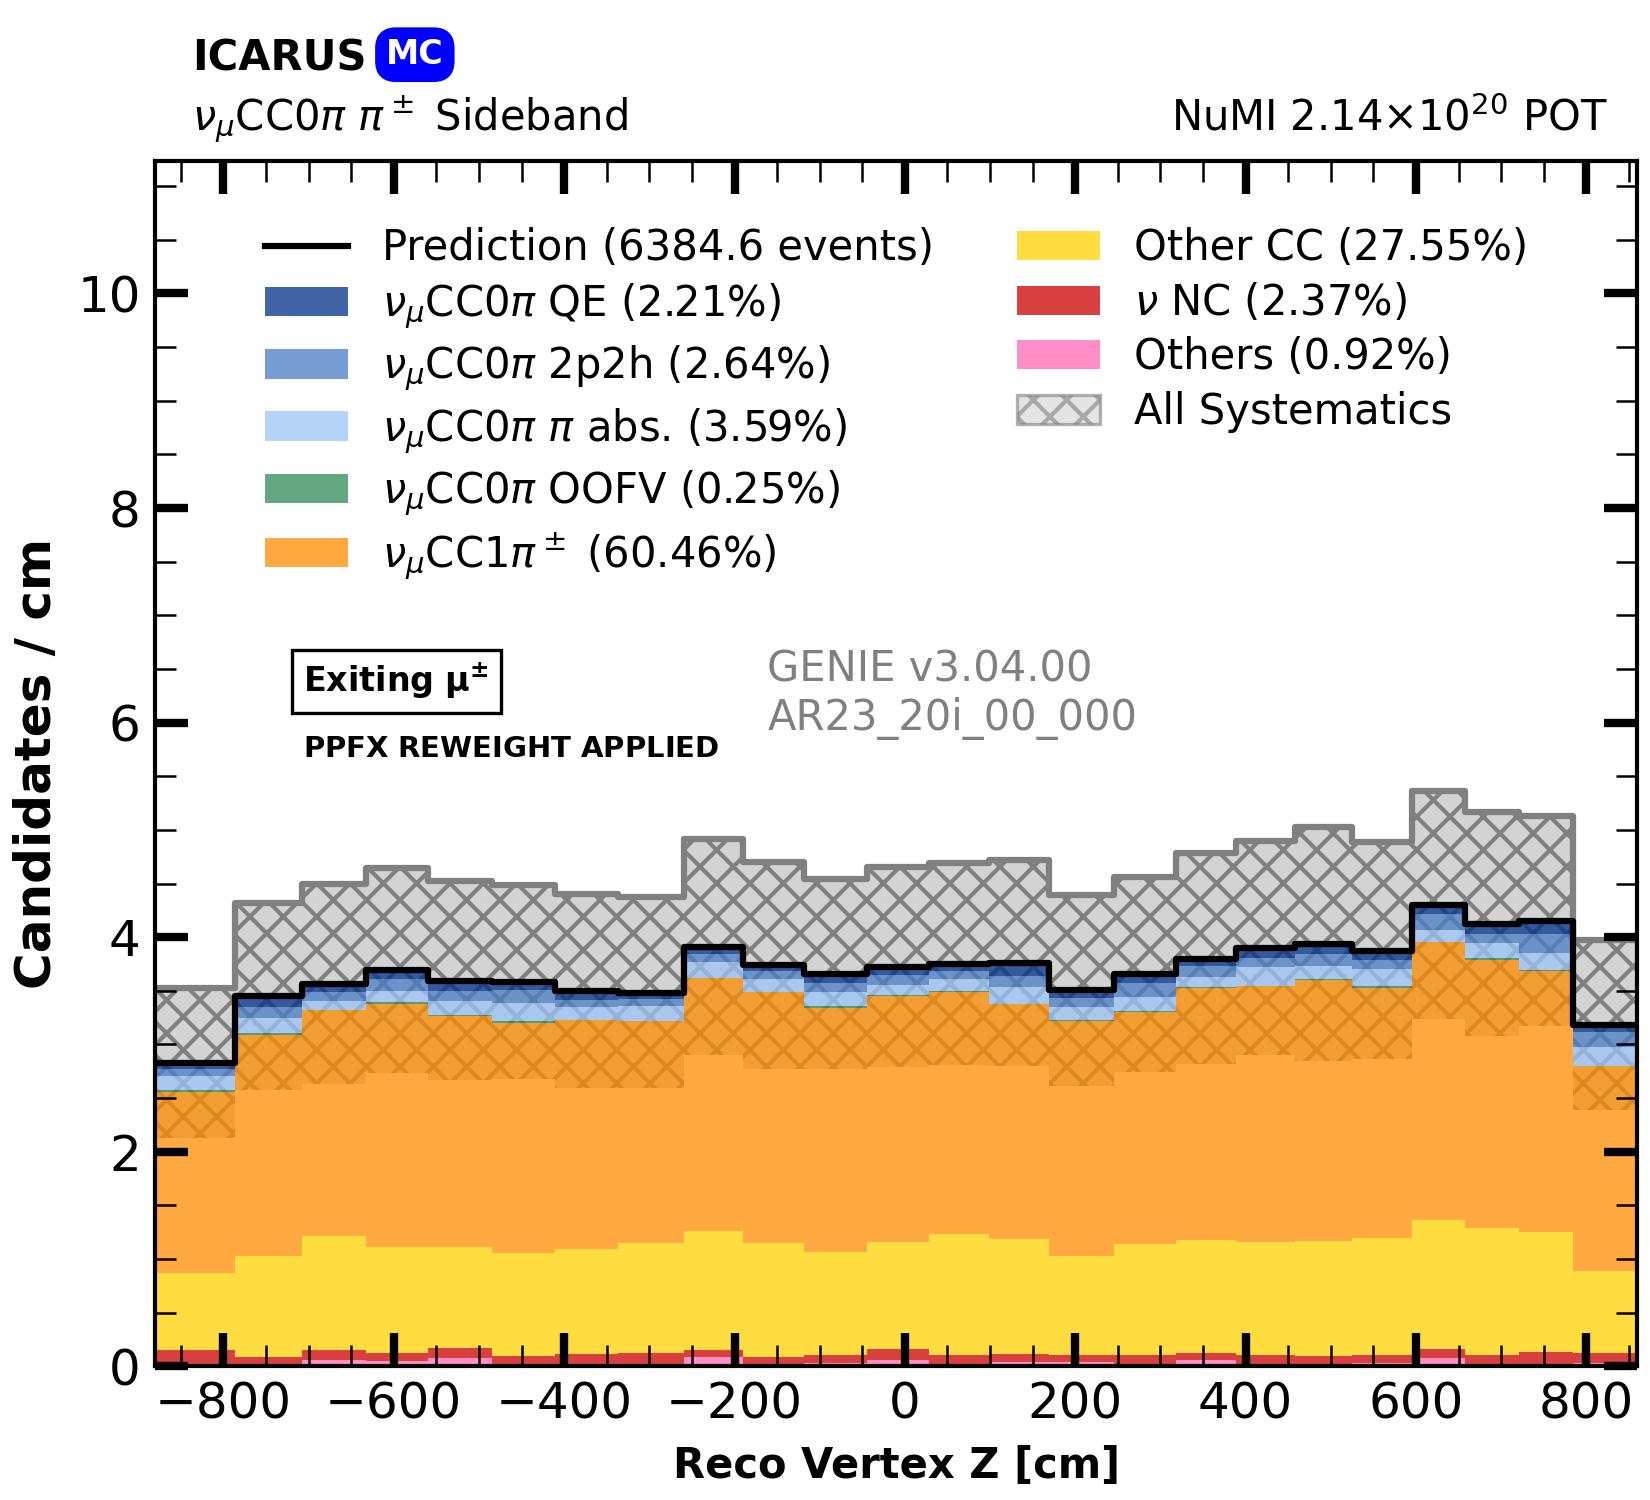 ICARUS MC
νμCC0π π± Sideband
NuMI 2.14×10²⁰ POT
Prediction (6384.6 events)
νμCC0π QE (2.21%)
νμCC0π 2p2h (2.64%)
νμCC0π π abs. (3.59%)
νμCC0π OOFV (0.25%)
νμCC1π± (60.46%)
Other CC (27.55%)
ν NC (2.37%)
Others (0.92%)
All Systematics
Exiting μ±
PPFX REWEIGHT APPLIED
GENIE v3.04.00
AR23_20i_00_000
Candidates / cm
10
8
6
4
2
0
−800 −600 −400 −200 0 200 400 600 800
Reco Vertex Z [cm]